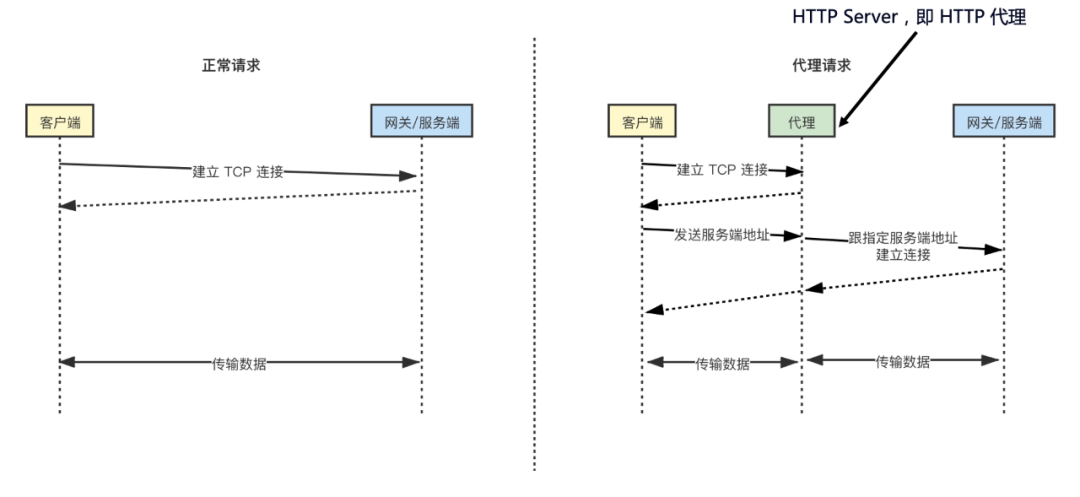 HTTP Server，即 HTTP 代理
正常请求
客户端
网关/服务端
建立 TCP 连接
传输数据
代理请求
客户端
代理
网关/服务端
建立 TCP 连接
发送服务端地址
跟指定服务端地址
建立连接
传输数据
传输数据